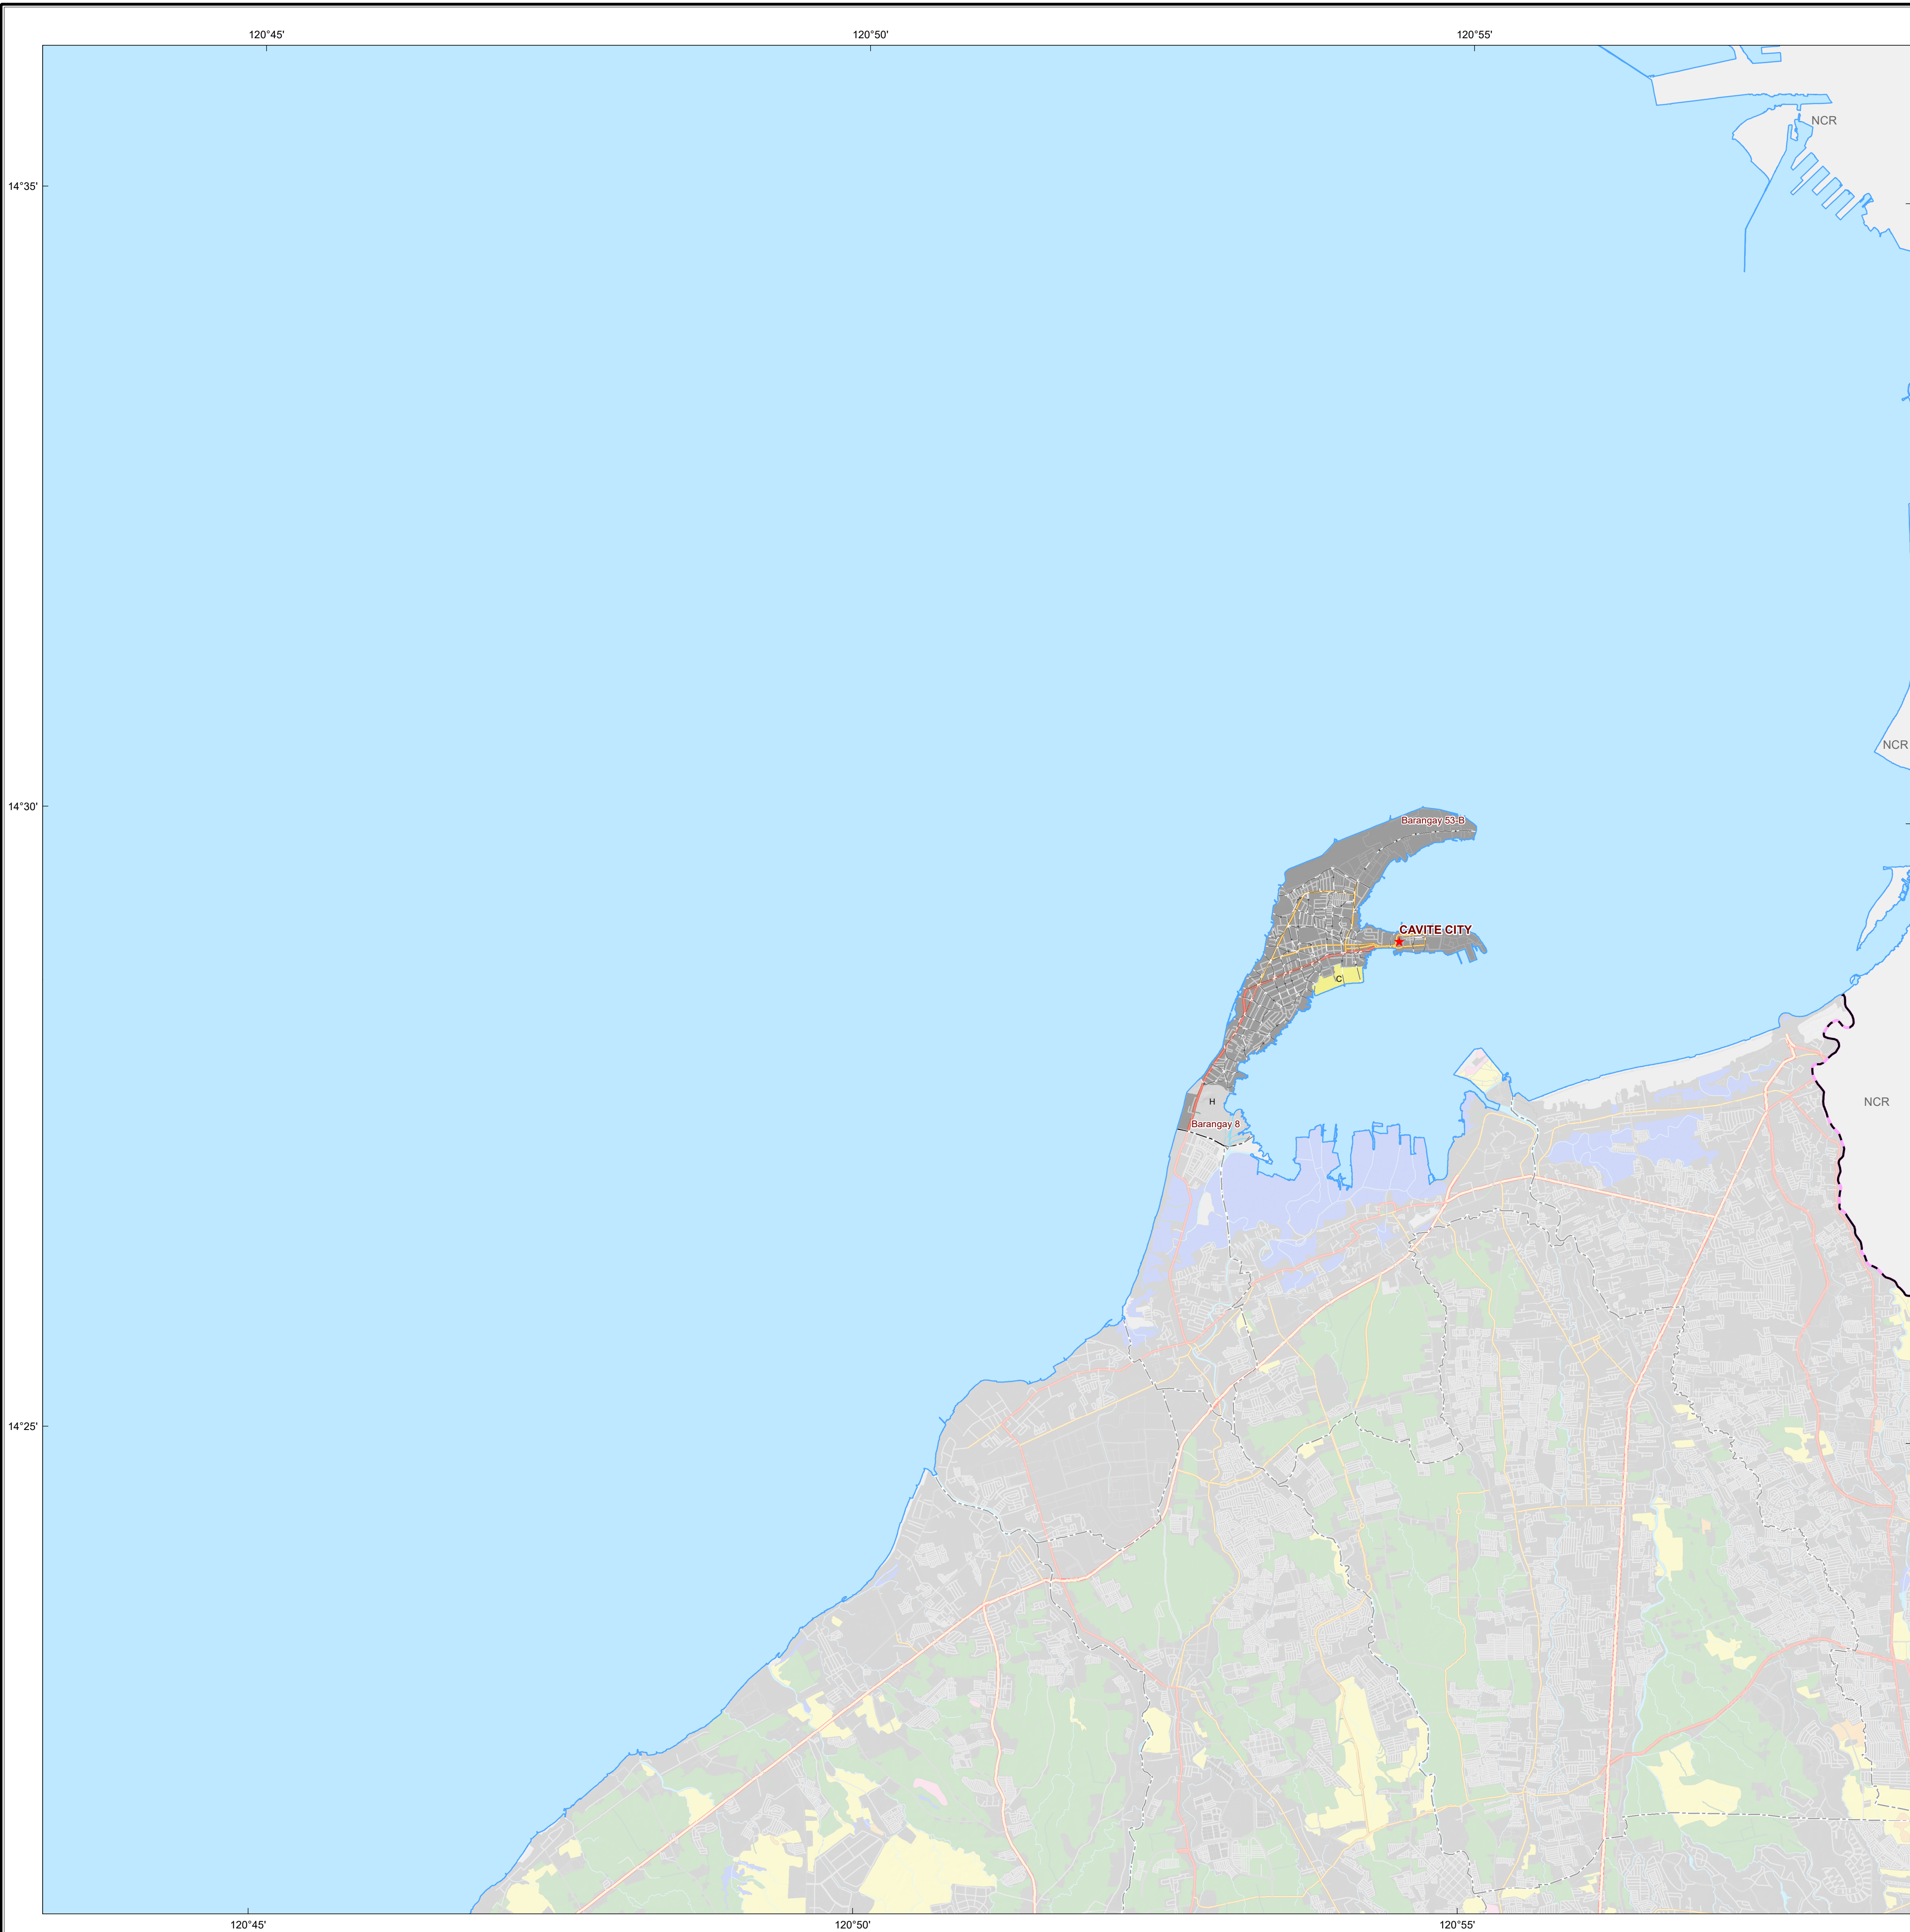 120°45'
120°50'
120°55'
NCR
14°35'
NCR
14°30'
Barangay 53-B
CAVITE CITY
C
H
NCR
Barangay 8
14°25'
120°45'
120°50'
120°55'